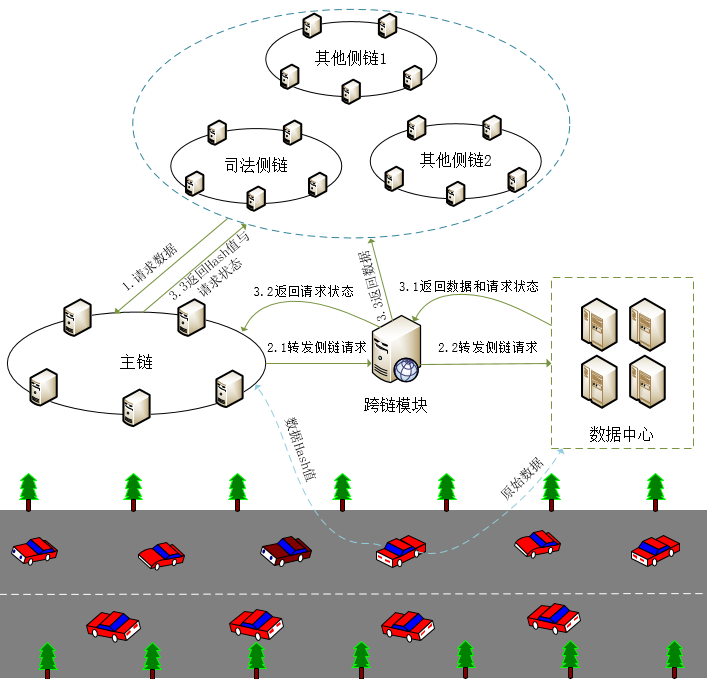 其他侧链1
司法侧链
其他侧链2
1.请求数据
3.3返回Hash值与
请求状态
3.3返回数据
3.2返回请求状态
3.1返回数据和请求状态
主链
2.1转发侧链请求
2.2转发侧链请求
跨链模块
数据中心
数据Hash值
原始数据